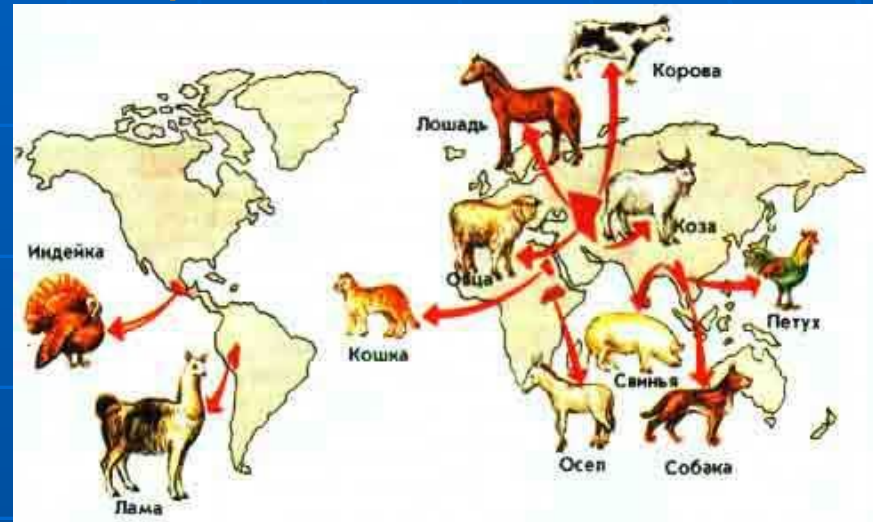 Корова
Лошадь
Коза
Индейка
Овца
Петух
Кошка
Свинья
Осел
Собака
Лама